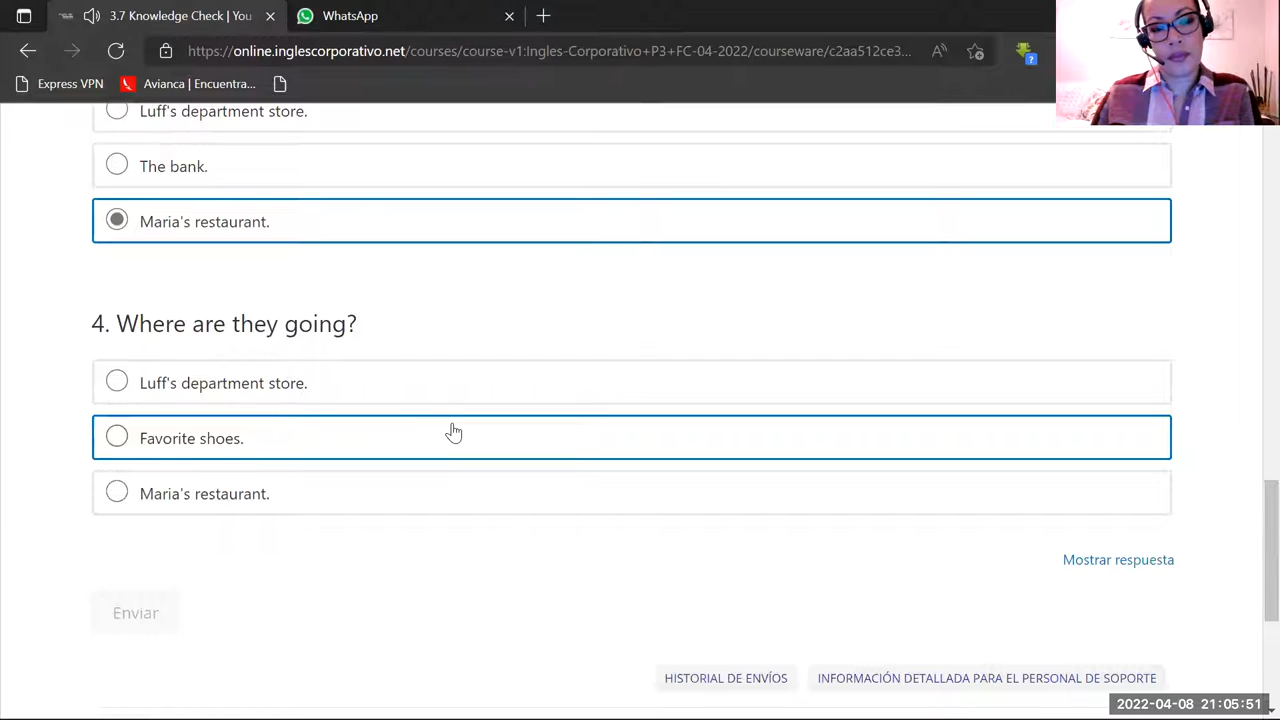 3.7 Knowledge Check | You
WhatsApp
https://online.inglescorporativo.net/courses/course-v1:Ingles-Corporativo+P3+FC-04-2022/courseware/c2aa512c3...
Express VPN
Avianca | Encuentra...
Luff's department store.
The bank.
Maria's restaurant.
4. Where are they going?
Luff's department store.
Favorite shoes.
Maria's restaurant.
Mostrar respuesta
Enviar
HISTORIAL DE ENVÍOS
INFORMACIÓN DETALLADA PARA EL PERSONAL DE SOPORTE
2022-04-08 21:05:51